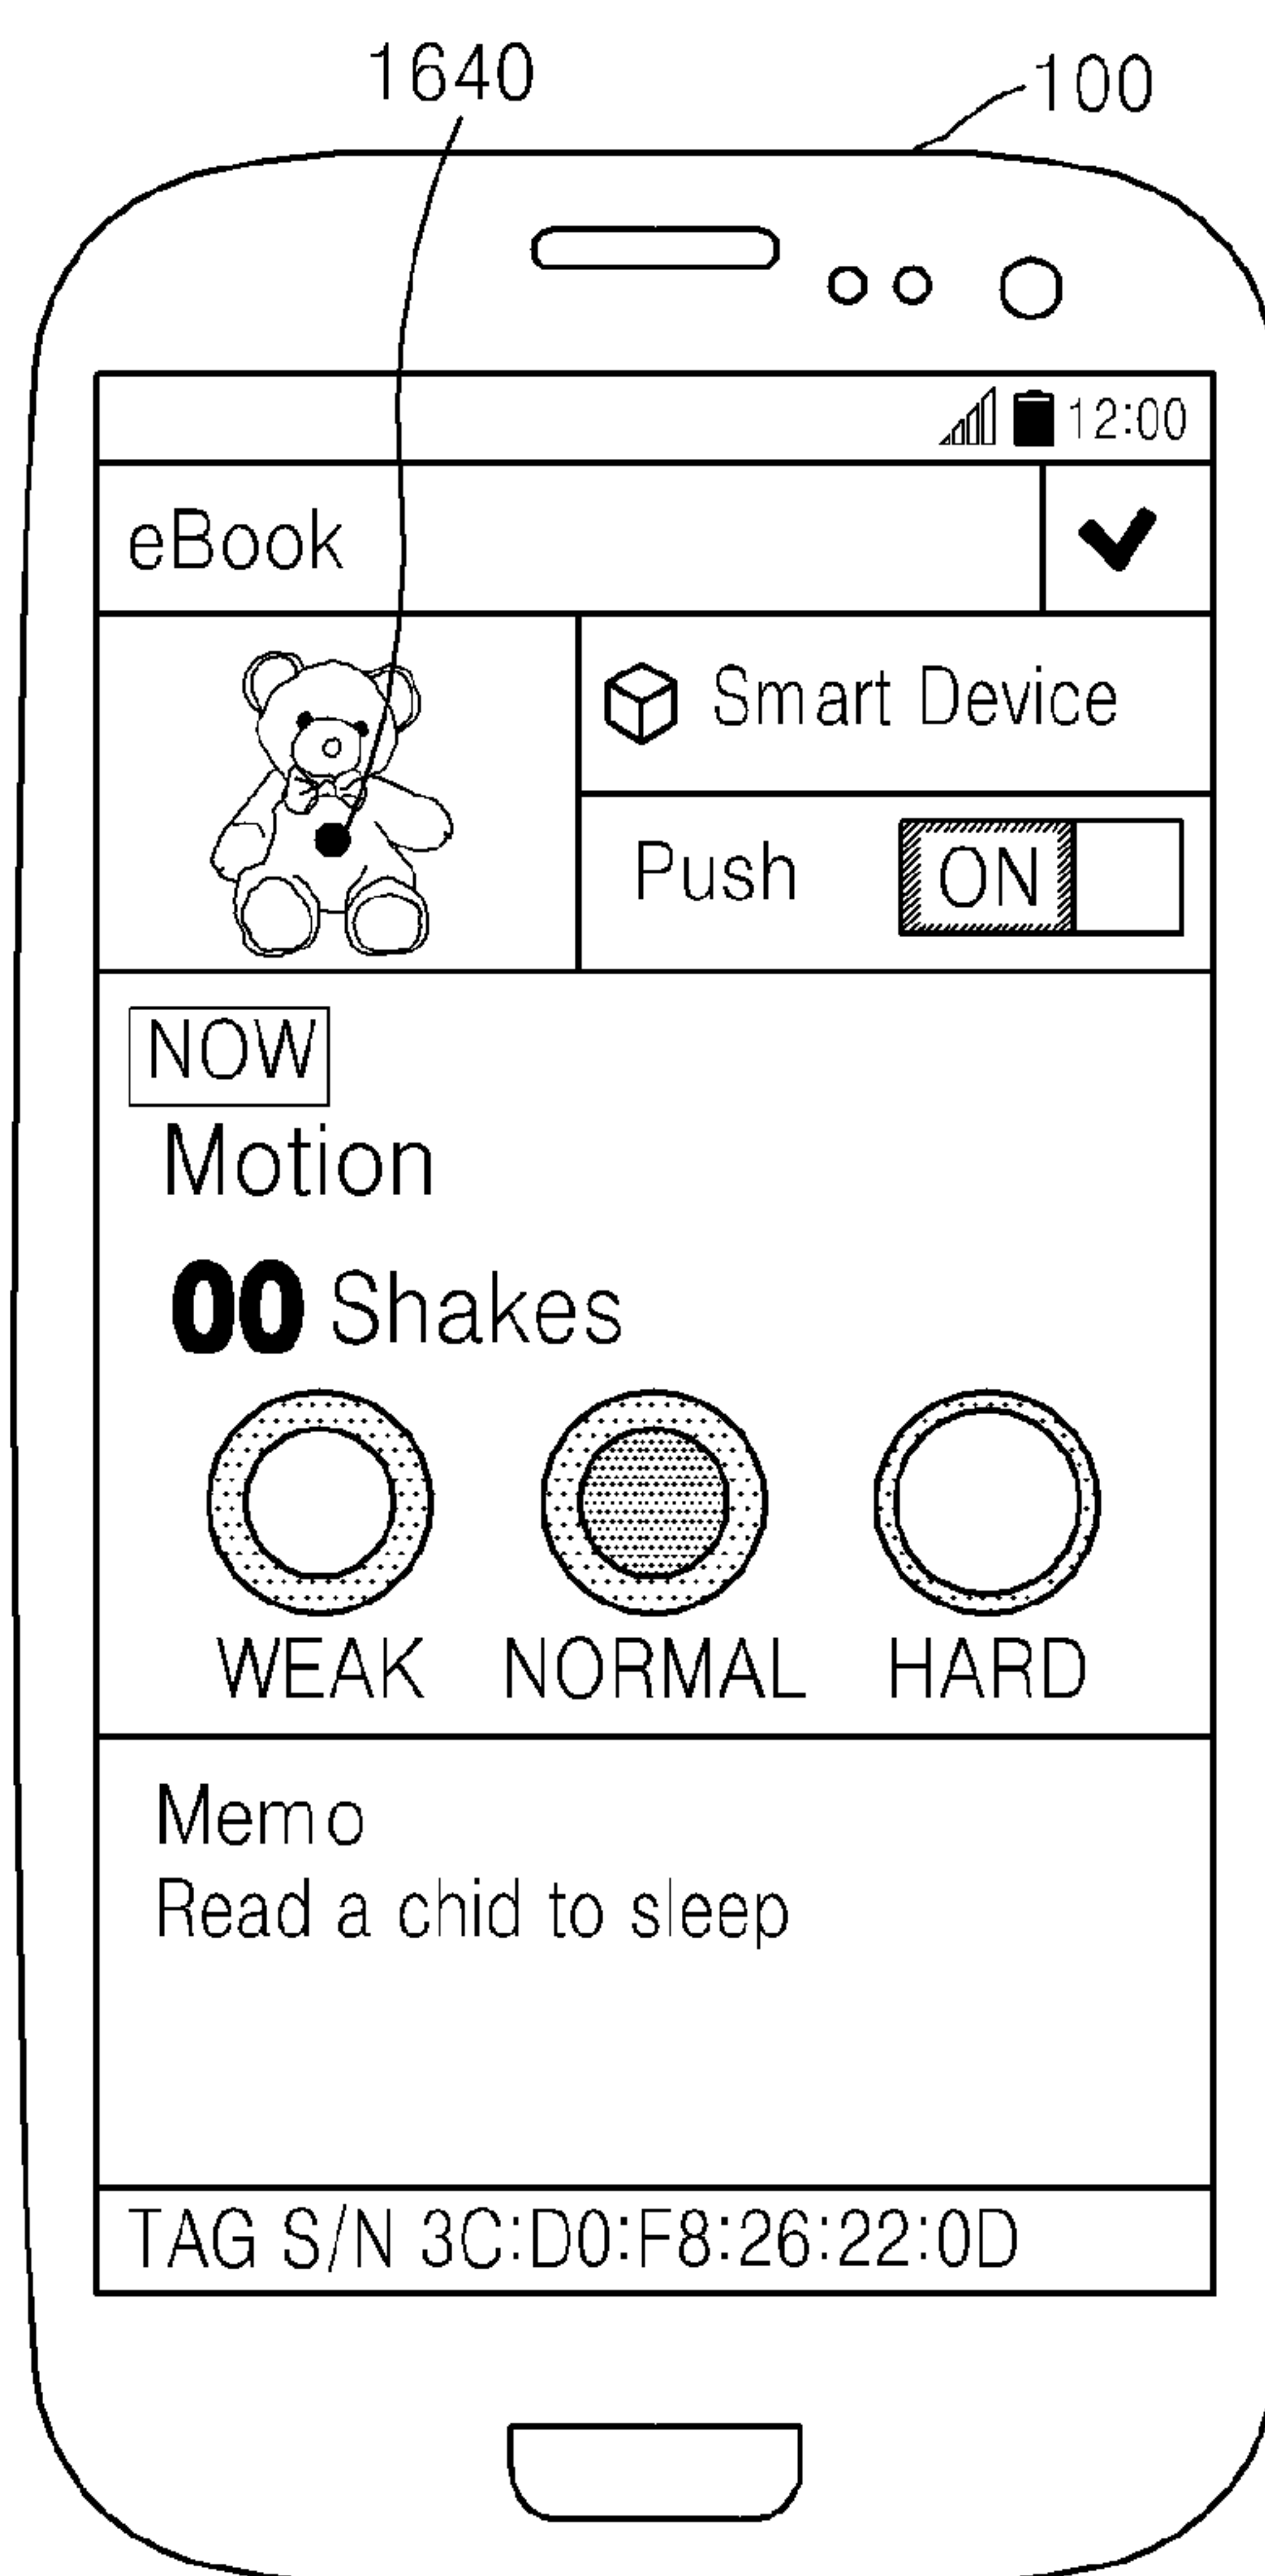 1640
100
12:00
eBook
Smart Device
Push ON
NOW
Motion
00 Shakes
WEAK NORMAL HARD
Memo
Read a chid to sleep
TAG S/N 3C:D0:F8:26:22:0D